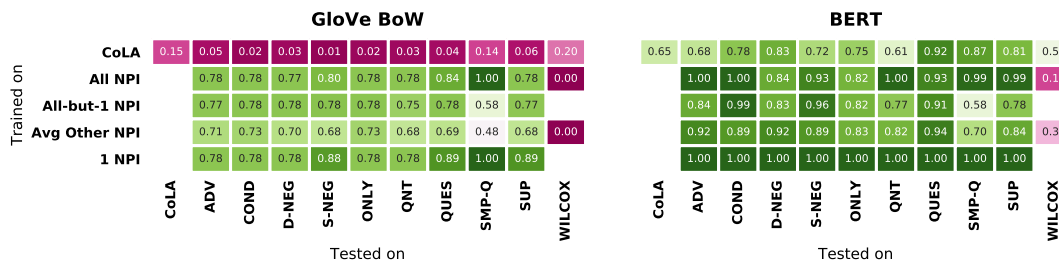 GloVe BoW
BERT
Trained on
CoLA 0.15 0.05 0.02 0.03 0.01 0.02 0.03 0.04 0.14 0.06 0.20
0.65 0.68 0.78 0.83 0.72 0.75 0.61 0.92 0.87 0.81 0.5
All NPI 0.78 0.78 0.77 0.80 0.80 0.78 0.84 1.00 0.78 0.00
1.00 1.00 0.84 0.93 0.82 1.00 0.93 0.99 0.99 0.1
All-but-1 NPI 0.77 0.78 0.78 0.78 0.78 0.75 0.78 0.58 0.77
0.84 0.99 0.83 0.96 0.82 0.77 0.91 0.58 0.78
Avg Other NPI 0.71 0.73 0.70 0.68 0.73 0.68 0.69 0.48 0.68 0.00
0.92 0.89 0.92 0.89 0.83 0.82 0.94 0.70 0.84 0.3
1 NPI 0.78 0.78 0.78 0.88 0.78 0.78 0.89 1.00 0.89
1.00 1.00 1.00 1.00 1.00 1.00 1.00 1.00 1.00
CoLA ADV COND D-NEG S-NEG ONLY QNT QUES SMP-Q SUP WILCOX
CoLA ADV COND D-NEG S-NEG ONLY QNT QUES SMP-Q SUP WILCOX
Tested on
Tested on